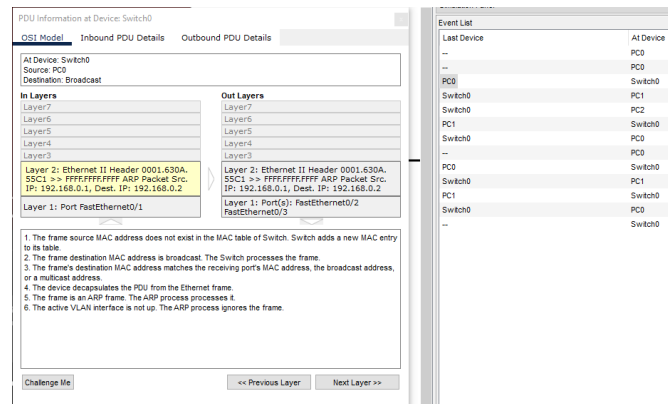 PDU Information at Device: Switch0
OSI Model Inbound PDU Details Outbound PDU Details
At Device: Switch0
Source: PC0
Destination: Broadcast
In Layers
Layer7
Layer6
Layer5
Layer4
Layer3
Layer 2: Ethernet II Header 0001.630A.
55C1 >> FFFF.FFFF.FFFF ARP Packet Src.
IP: 192.168.0.1, Dest. IP: 192.168.0.2
Layer 1: Port FastEthernet0/1
Out Layers
Layer7
Layer6
Layer5
Layer4
Layer3
Layer 2: Ethernet II Header 0001.630A.
55C1 >> FFFF.FFFF.FFFF ARP Packet Src.
IP: 192.168.0.1, Dest. IP: 192.168.0.2
Layer 1: Port(s): FastEthernet0/2
FastEthernet0/3
1. The frame source MAC address does not exist in the MAC table of Switch. Switch adds a new MAC entry
to its table.
2. The frame destination MAC address is broadcast. The Switch processes the frame.
3. The frame's destination MAC address matches the receiving port's MAC address, the broadcast address,
or a multicast address.
4. The device decapsulates the PDU from the Ethernet frame.
5. The frame is an ARP frame. The ARP process processes it.
6. The active VLAN interface is not up. The ARP process ignores the frame.
Challenge Me << Previous Layer Next Layer >>
Event List
Last Device At Device
-- PC0
-- PC0
PC0 Switch0
Switch0 PC1
Switch0 PC2
PC1 Switch0
Switch0 PC0
-- PC0
PC0 Switch0
Switch0 PC1
PC1 Switch0
Switch0 PC0
-- Switch0